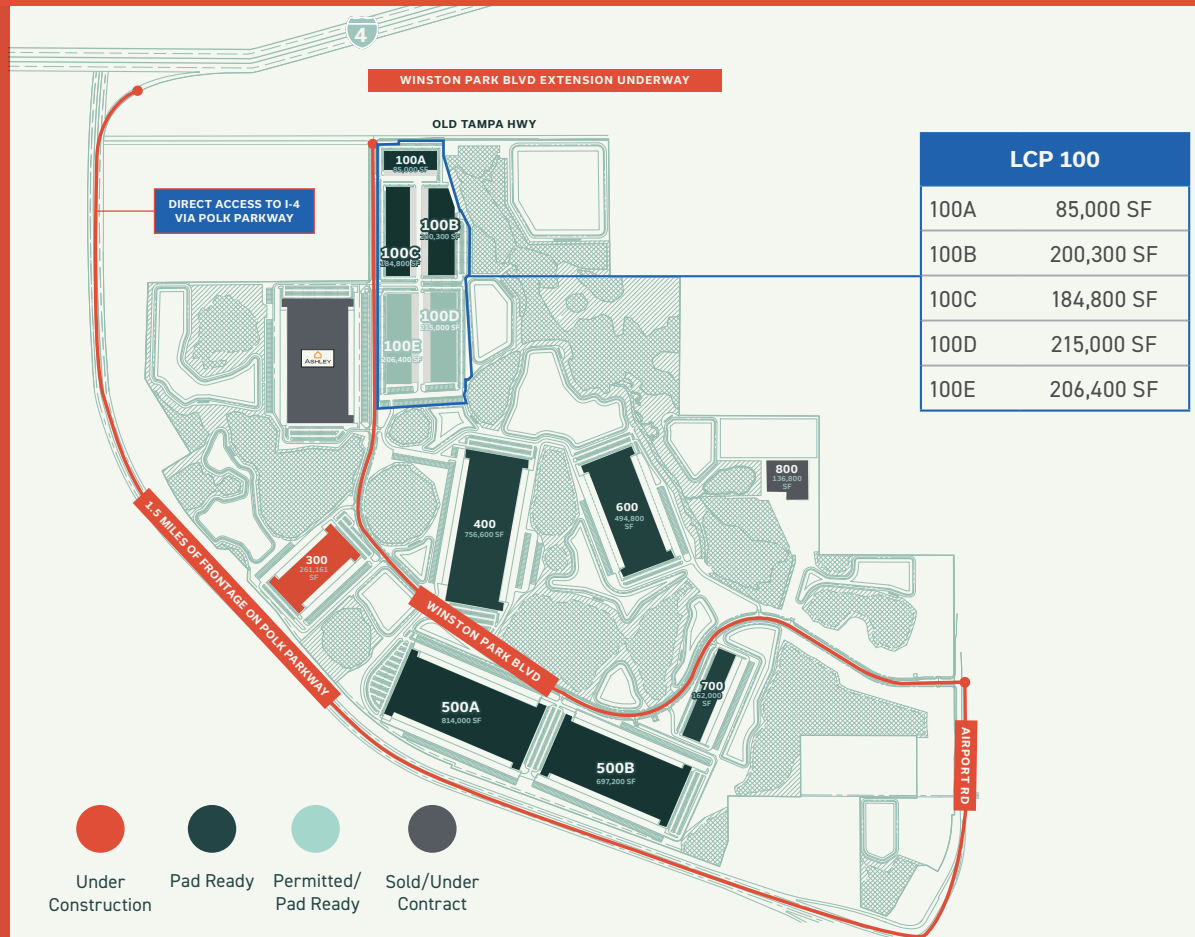 4
WINSTON PARK BLVD EXTENSION UNDERWAY
OLD TAMPA HWY
DIRECT ACCESS TO I-4
VIA POLK PARKWAY
100A
85,000 SF
100B
200,300 SF
100C
184,800 SF
100D
215,000 SF
100E
206,400 SF
ASHLEY
LCP 100
100A 85,000 SF
100B 200,300 SF
100C 184,800 SF
100D 215,000 SF
100E 206,400 SF
800
136,800
SF
400
756,600 SF
600
494,800
SF
300
261,161
SF
1.5 MILES OF FRONTAGE ON POLK PARKWAY
WINSTON PARK BLVD
700
162,000
SF
500A
814,000 SF
500B
697,200 SF
AIRPORT RD
Under
Construction
Pad Ready
Permitted/
Pad Ready
Sold/Under
Contract